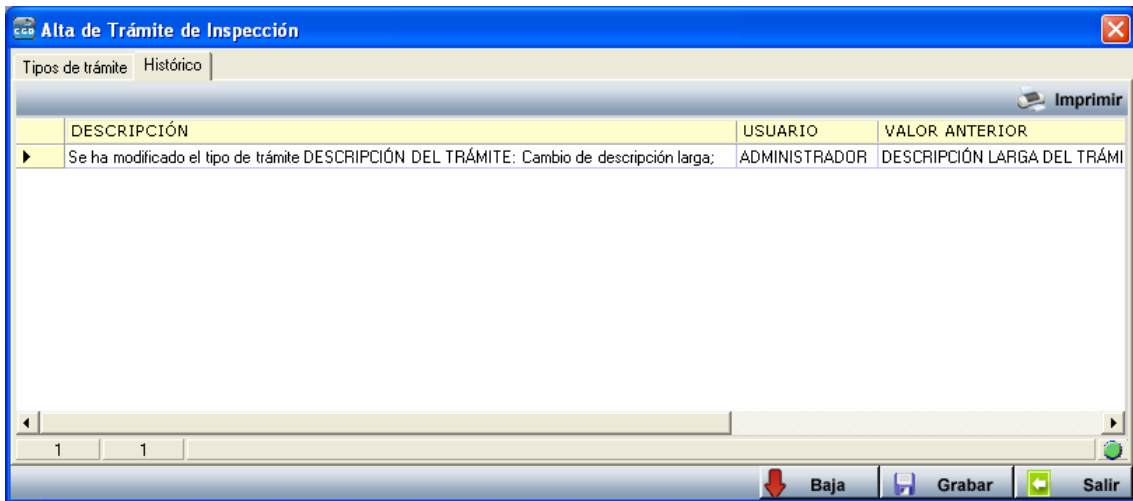 CGD Alta de Trámite de Inspección
Tipos de trámite Histórico
Imprimir
DESCRIPCIÓN USUARIO VALOR ANTERIOR
Se ha modificado el tipo de trámite DESCRIPCIÓN DEL TRÁMITE: Cambio de descripción larga; ADMINISTRADOR DESCRIPCIÓN LARGA DEL TRÁMI
1 1
Baja Grabar Salir